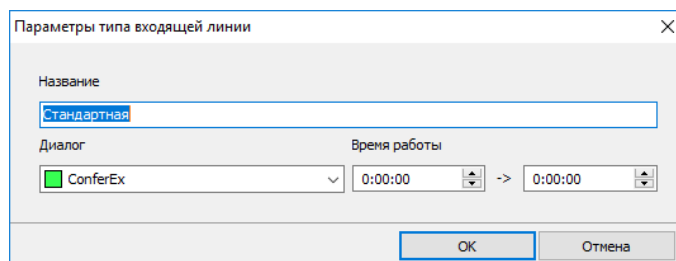 Параметры типа входящей линии
Название
Стандартная
Диалог Время работы
ConferEx 0:00:00 -> 0:00:00
OK Отмена